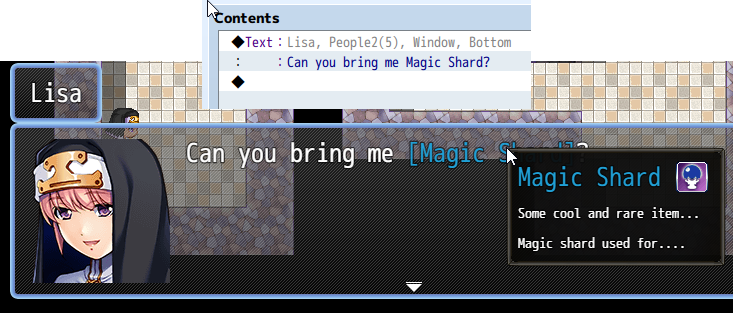 Contents
◆Text：Lisa, People2(5), Window, Bottom
：　　：Can you bring me Magic Shard?
◆
Lisa
Can you bring me [Magic Shard]?
Magic Shard
Some cool and rare item...
Magic shard used for....